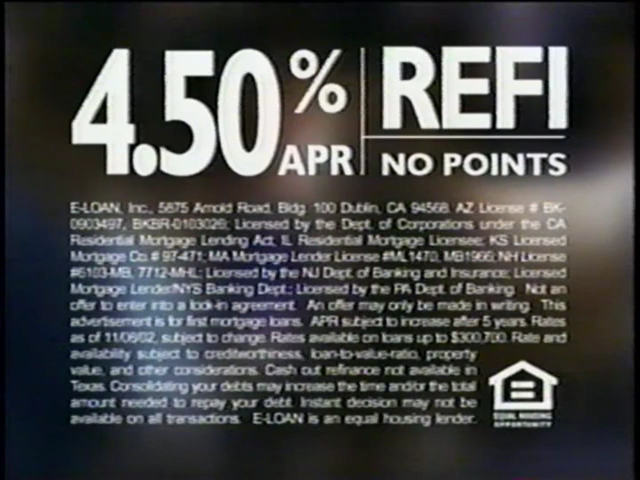 4.50% APR
REFI
NO POINTS
E-LOAN, Inc., 5875 Arnold Road, Bldg. 100 Dublin, CA 94568. AZ License # BK-
0903497, BKBR-0103026; Licensed by the Dept. of Corporations under the CA
Residential Mortgage Lending Act; IL Residential Mortgage Licensee; KS Licensed
Mortgage Co. # 97-471; MA Mortgage Lender License #ML1470, MB1966; NH License
#6103-MB, 7712-MHL; Licensed by the NJ Dept. of Banking and Insurance; Licensed
Mortgage Lender/NYS Banking Dept.; Licensed by the PA Dept. of Banking. Not an
offer to enter into a lock-in agreement. An offer may only be made in writing. This
advertisement is for first mortgage loans. APR subject to increase after 5 years. Rates
as of 11/06/02, subject to change. Rates available on loans up to $300,700. Rate and
availability subject to creditworthiness, loan-to-value-ratio, property
value, and other considerations. Cash out refinance not available in
Texas. Consolidating your debts may increase the time and/or the total
amount needed to repay your debt. Instant decision may not be
available on all transactions. E-LOAN is an equal housing lender.
EQUAL HOUSING
OPPORTUNITY